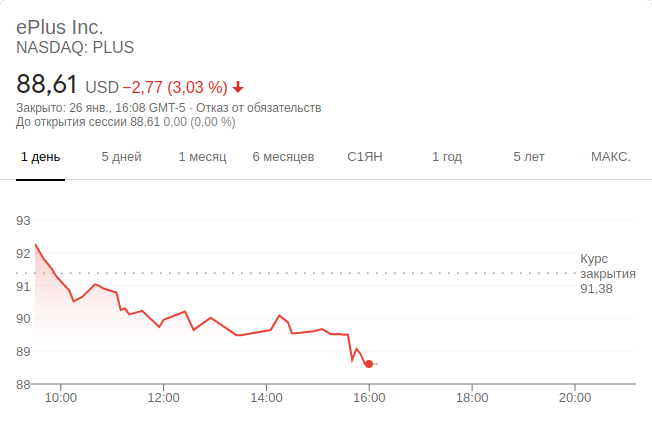 ePlus Inc.
NASDAQ: PLUS
88,61 USD −2,77 (3,03 %)
Закрыто: 26 янв., 16:08 GMT-5 · Отказ от обязательств
До открытия сессии 88,61 0,00 (0,00 %)
1 день 5 дней 1 месяц 6 месяцев С1ЯН 1 год 5 лет МАКС.
93
92
Курс
закрытия
91,38
91
90
89
88
10:00 12:00 14:00 16:00 18:00 20:00